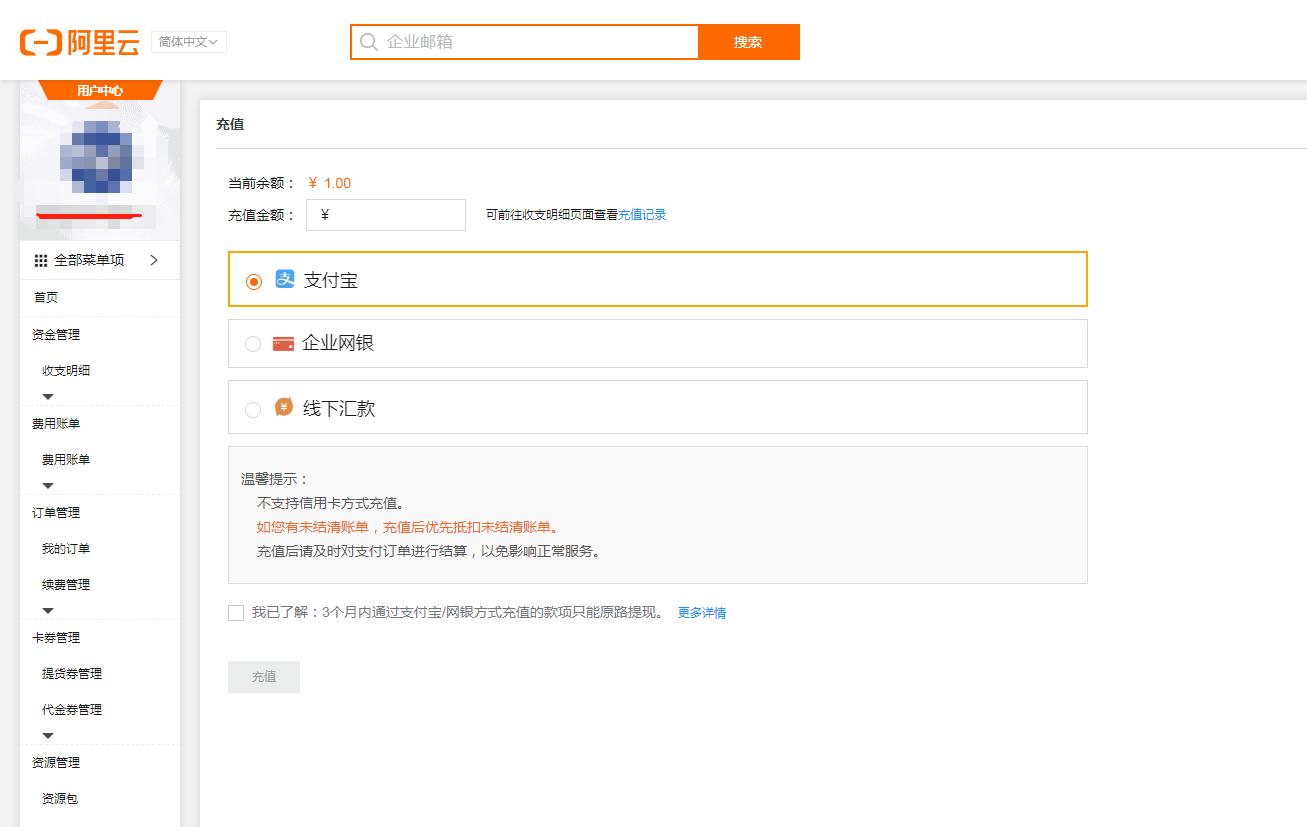 阿里云 简体中文 企业邮箱 搜索
用户中心
全部菜单项
首页
资金管理
收支明细
费用账单
费用账单
订单管理
我的订单
续费管理
卡券管理
提货券管理
代金券管理
资源管理
资源包
充值
当前余额： ¥ 1.00
充值金额： ¥ 可前往收支明细页面查看充值记录
支付宝
企业网银
线下汇款
温馨提示：
不支持信用卡方式充值。
如您有未结清账单，充值后优先抵扣未结清账单。
充值后请及时对支付订单进行结算，以免影响正常服务。
我已了解：3个月内通过支付宝/网银方式充值的款项只能原路提现。 更多详情
充值